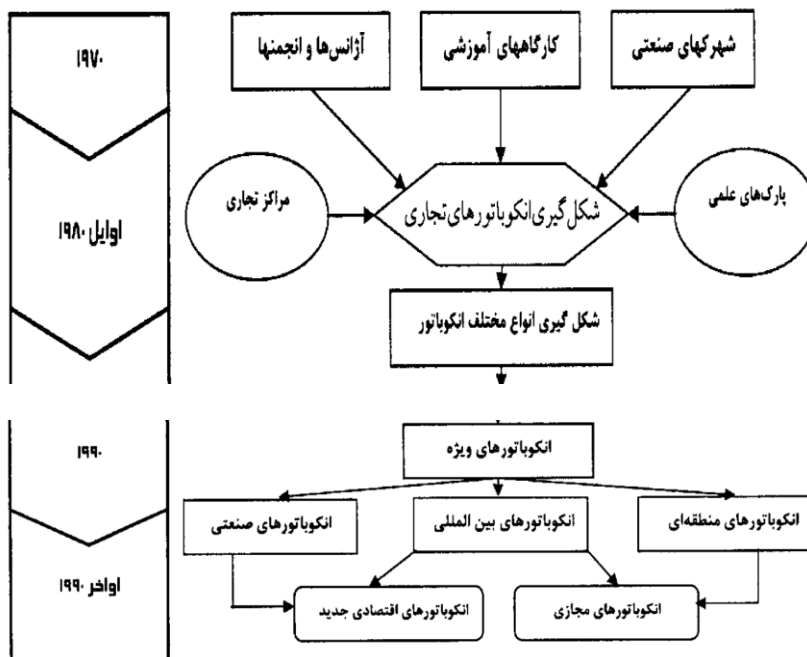 ۱۹۷۰
شهرکهای صنعتی
کارگاههای آموزشی
آژانس‌ها و انجمنها
پارک‌های علمی
شکل‌گیری انکوباتورهای تجاری
مراکز تجاری
اوایل ۱۹۸۰
شکل گیری انواع مختلف انکوباتور
۱۹۹۰
انکوباتورهای ویژه
انکوباتورهای منطقه‌ای
انکوباتورهای بین المللی
انکوباتورهای صنعتی
اواخر ۱۹۹۰
انکوباتورهای مجازی
انکوباتورهای اقتصادی جدید